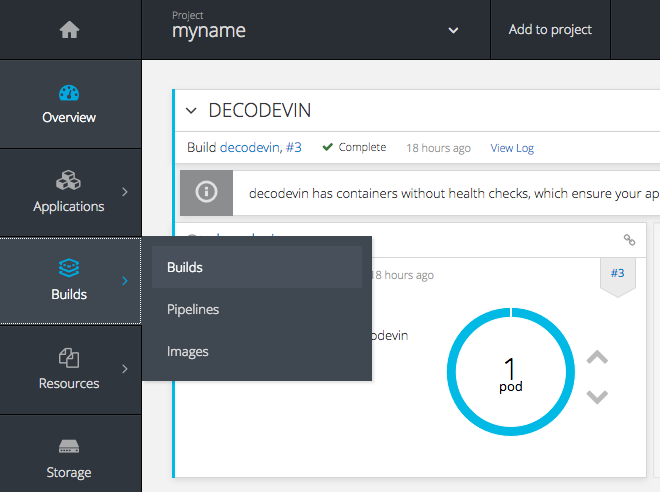 Project
myname
Add to project
Overview
Applications
Builds
Resources
Storage
DECODEVIN
Build decodevin, #3 Complete 18 hours ago View Log
decodevin has containers without health checks, which ensure your ap
Builds
Pipelines
Images
18 hours ago
#3
1
pod